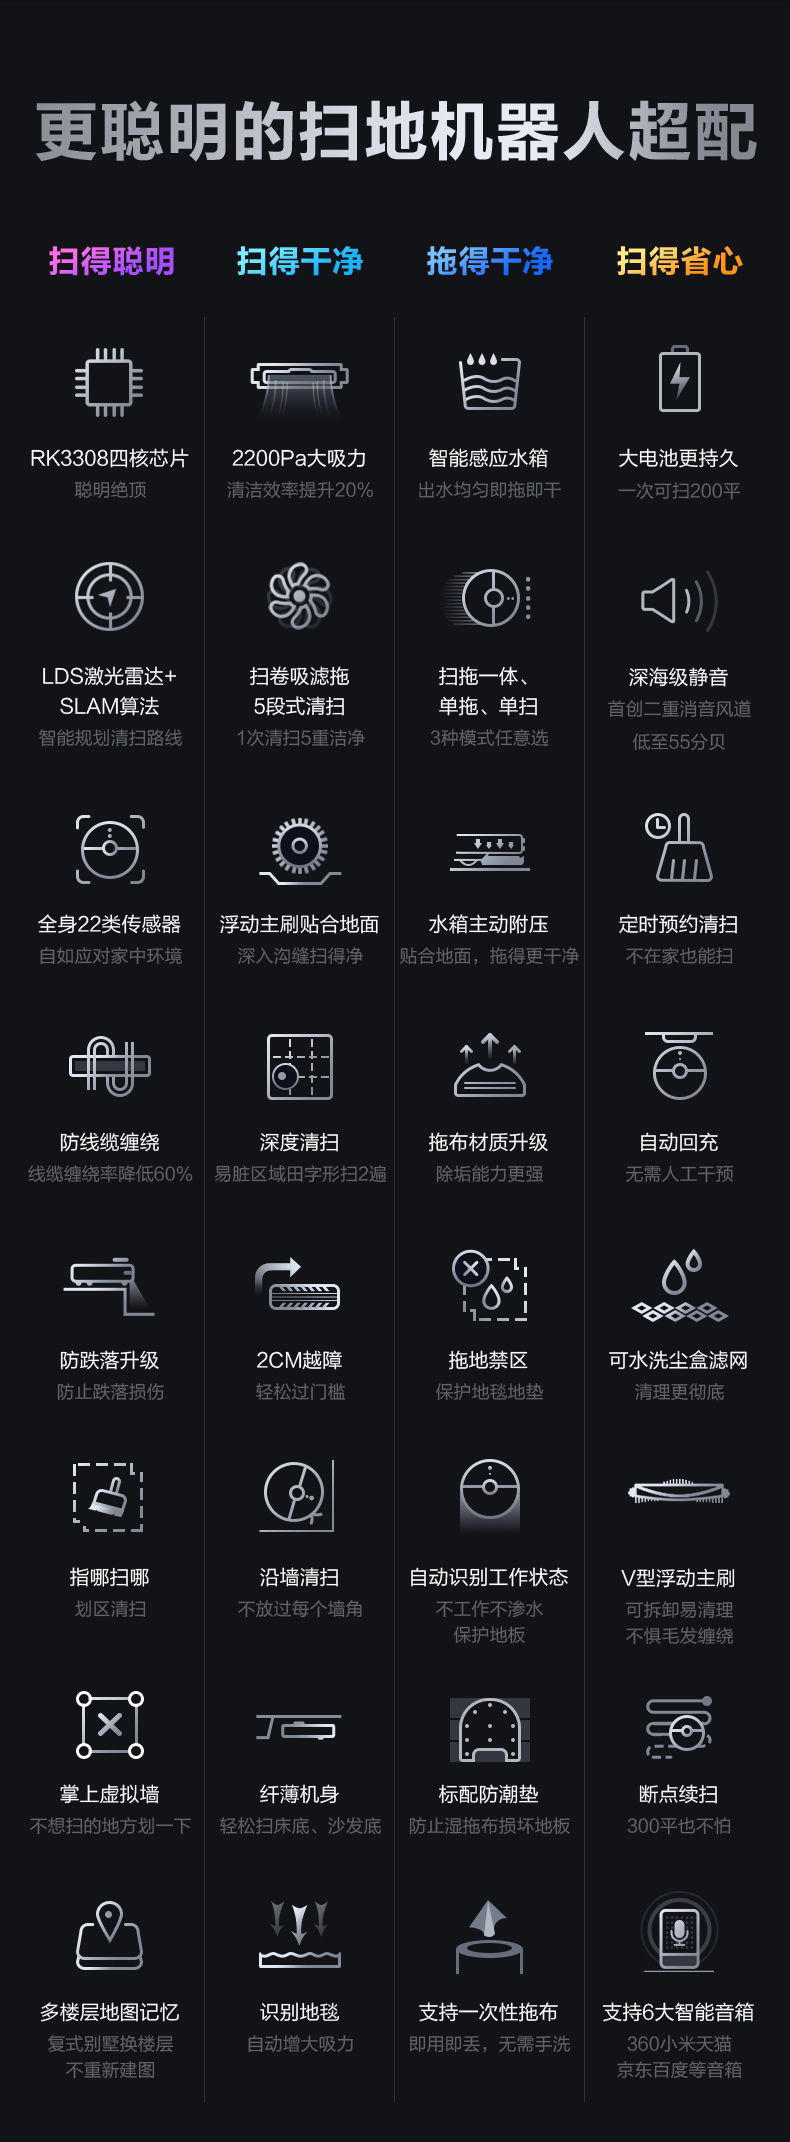 更聪明的扫地机器人超配
扫得聪明
扫得干净
拖得干净
扫得省心
RK3308四核芯片
聪明绝顶
2200Pa大吸力
清洁效率提升20%
智能感应水箱
出水均匀即拖即干
大电池更持久
一次可扫200平
LDS激光雷达+
SLAM算法
智能规划清扫路线
扫卷吸滤拖
5段式清扫
1次清扫5重洁净
扫拖一体、
单拖、单扫
3种模式任意选
深海级静音
首创二重消音风道
低至55分贝
全身22类传感器
自如应对家中环境
浮动主刷贴合地面
深入沟缝扫得净
水箱主动附压
贴合地面，拖得更干净
定时预约清扫
不在家也能扫
防线缆缠绕
线缆缠绕率降低60%
深度清扫
易脏区域田字形扫2遍
拖布材质升级
除垢能力更强
自动回充
无需人工干预
防跌落升级
防止跌落损伤
2CM越障
轻松过门槛
拖地禁区
保护地毯地垫
可水洗尘盒滤网
清理更彻底
指哪扫哪
划区清扫
沿墙清扫
不放过每个墙角
自动识别工作状态
不工作不渗水
保护地板
V型浮动主刷
可拆卸易清理
不惧毛发缠绕
掌上虚拟墙
不想扫的地方划一下
纤薄机身
轻松扫床底、沙发底
标配防潮垫
防止湿拖布损坏地板
断点续扫
300平也不怕
多楼层地图记忆
复式别墅换楼层
不重新建图
识别地毯
自动增大吸力
支持一次性拖布
即用即丢，无需手洗
支持6大智能音箱
360小米天猫
京东百度等音箱